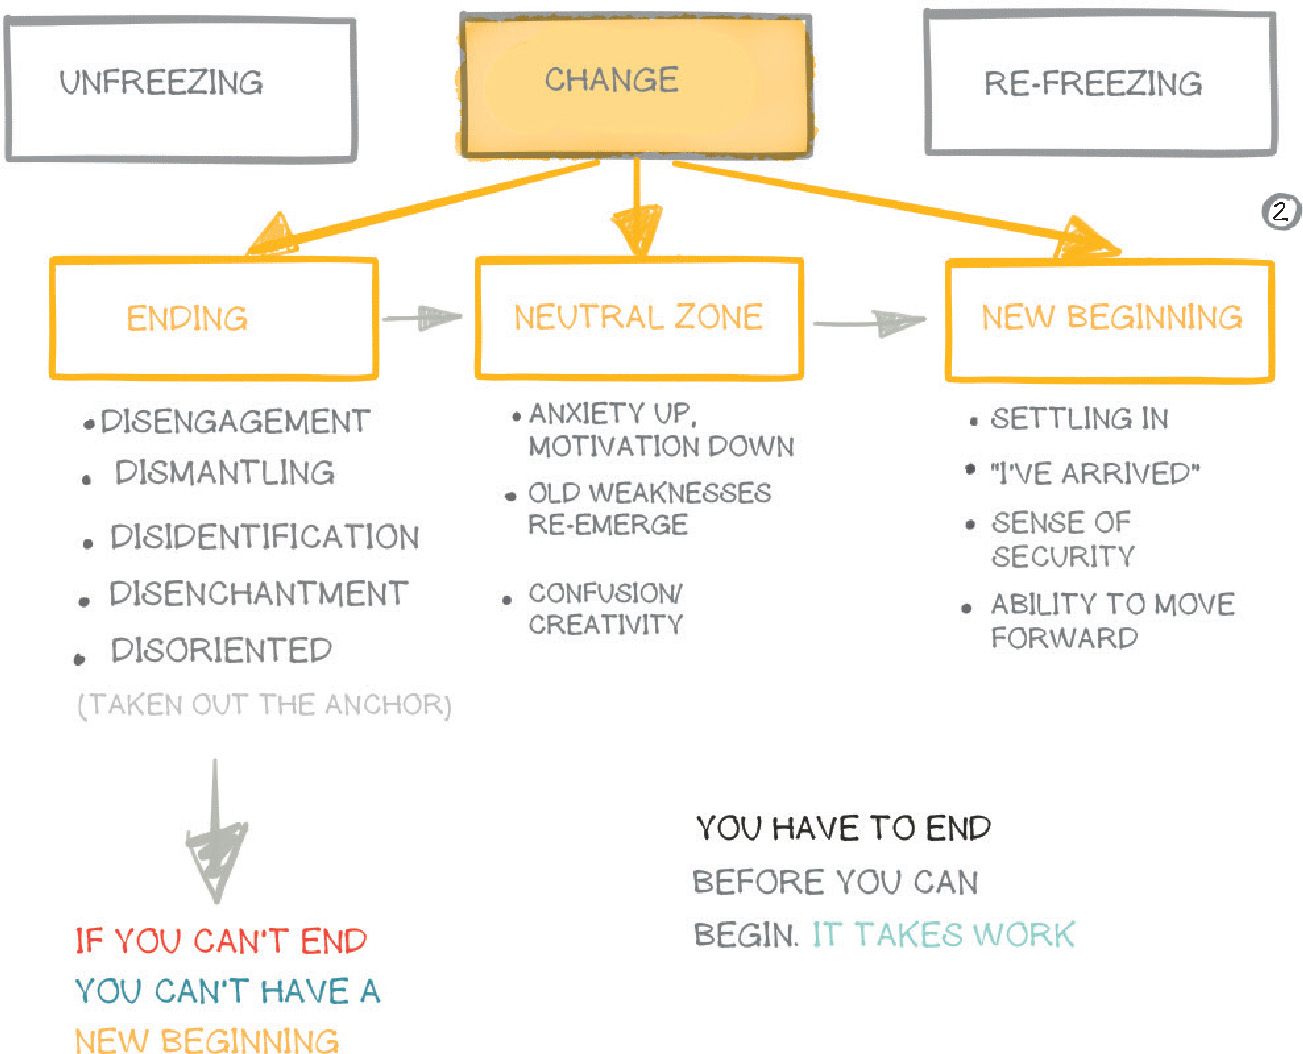 UNFREEZING
CHANGE
RE-FREEZING
2
ENDING
NEUTRAL ZONE
NEW BEGINNING
•DISENGAGEMENT
• DISMANTLING
• DISIDENTIFICATION
• DISENCHANTMENT
• DISORIENTED
(TAKEN OUT THE ANCHOR)
• ANXIETY UP,
MOTIVATION DOWN
• OLD WEAKNESSES
RE-EMERGE
• CONFUSION/
CREATIVITY
• SETTLING IN
• "I'VE ARRIVED"
• SENSE OF
SECURITY
• ABILITY TO MOVE
FORWARD
IF YOU CAN'T END
YOU CAN'T HAVE A
NEW BEGINNING
YOU HAVE TO END
BEFORE YOU CAN
BEGIN. IT TAKES WORK